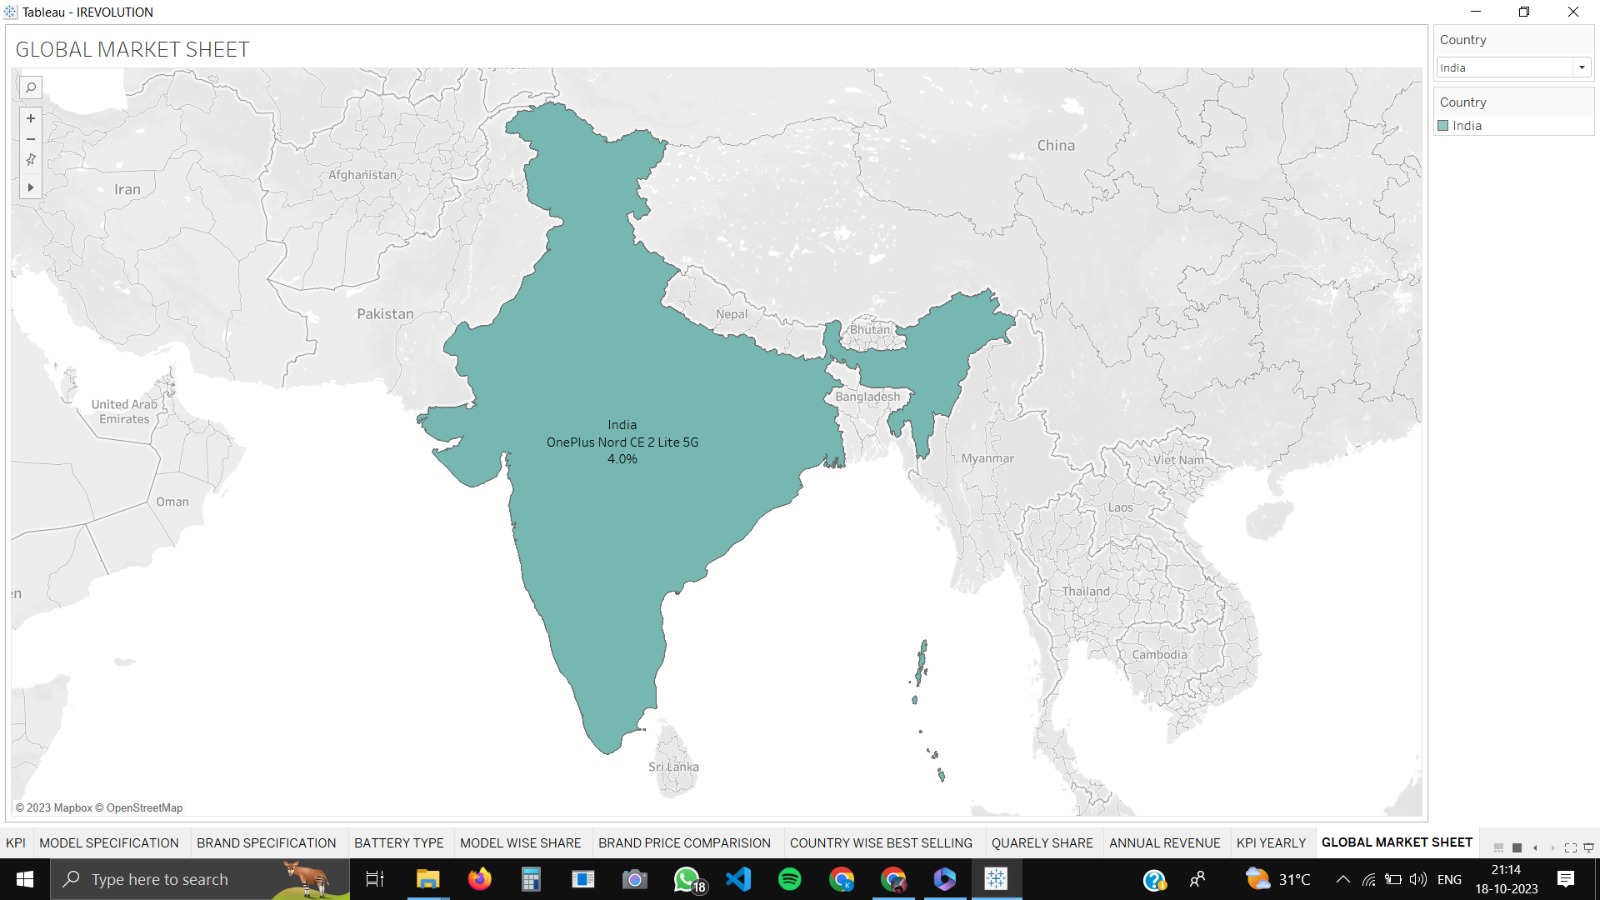 Tableau - IREVOLUTION
GLOBAL MARKET SHEET
Country
India
Country
India
China
Afghanistan
Iran
Pakistan
Nepal
Bhutan
Bangladesh
United Arab
Emirates
India
OnePlus Nord CE 2 Lite 5G
4.0%
Myanmar
Viet Nam
Oman
Laos
en
Thailand
Cambodia
Sri Lanka
© 2023 Mapbox © OpenStreetMap
KPI MODEL SPECIFICATION BRAND SPECIFICATION BATTERY TYPE MODEL WISE SHARE BRAND PRICE COMPARISION COUNTRY WISE BEST SELLING QUARELY SHARE ANNUAL REVENUE KPI YEARLY GLOBAL MARKET SHEET
Type here to search
18
31°C
ENG
21:14
18-10-2023